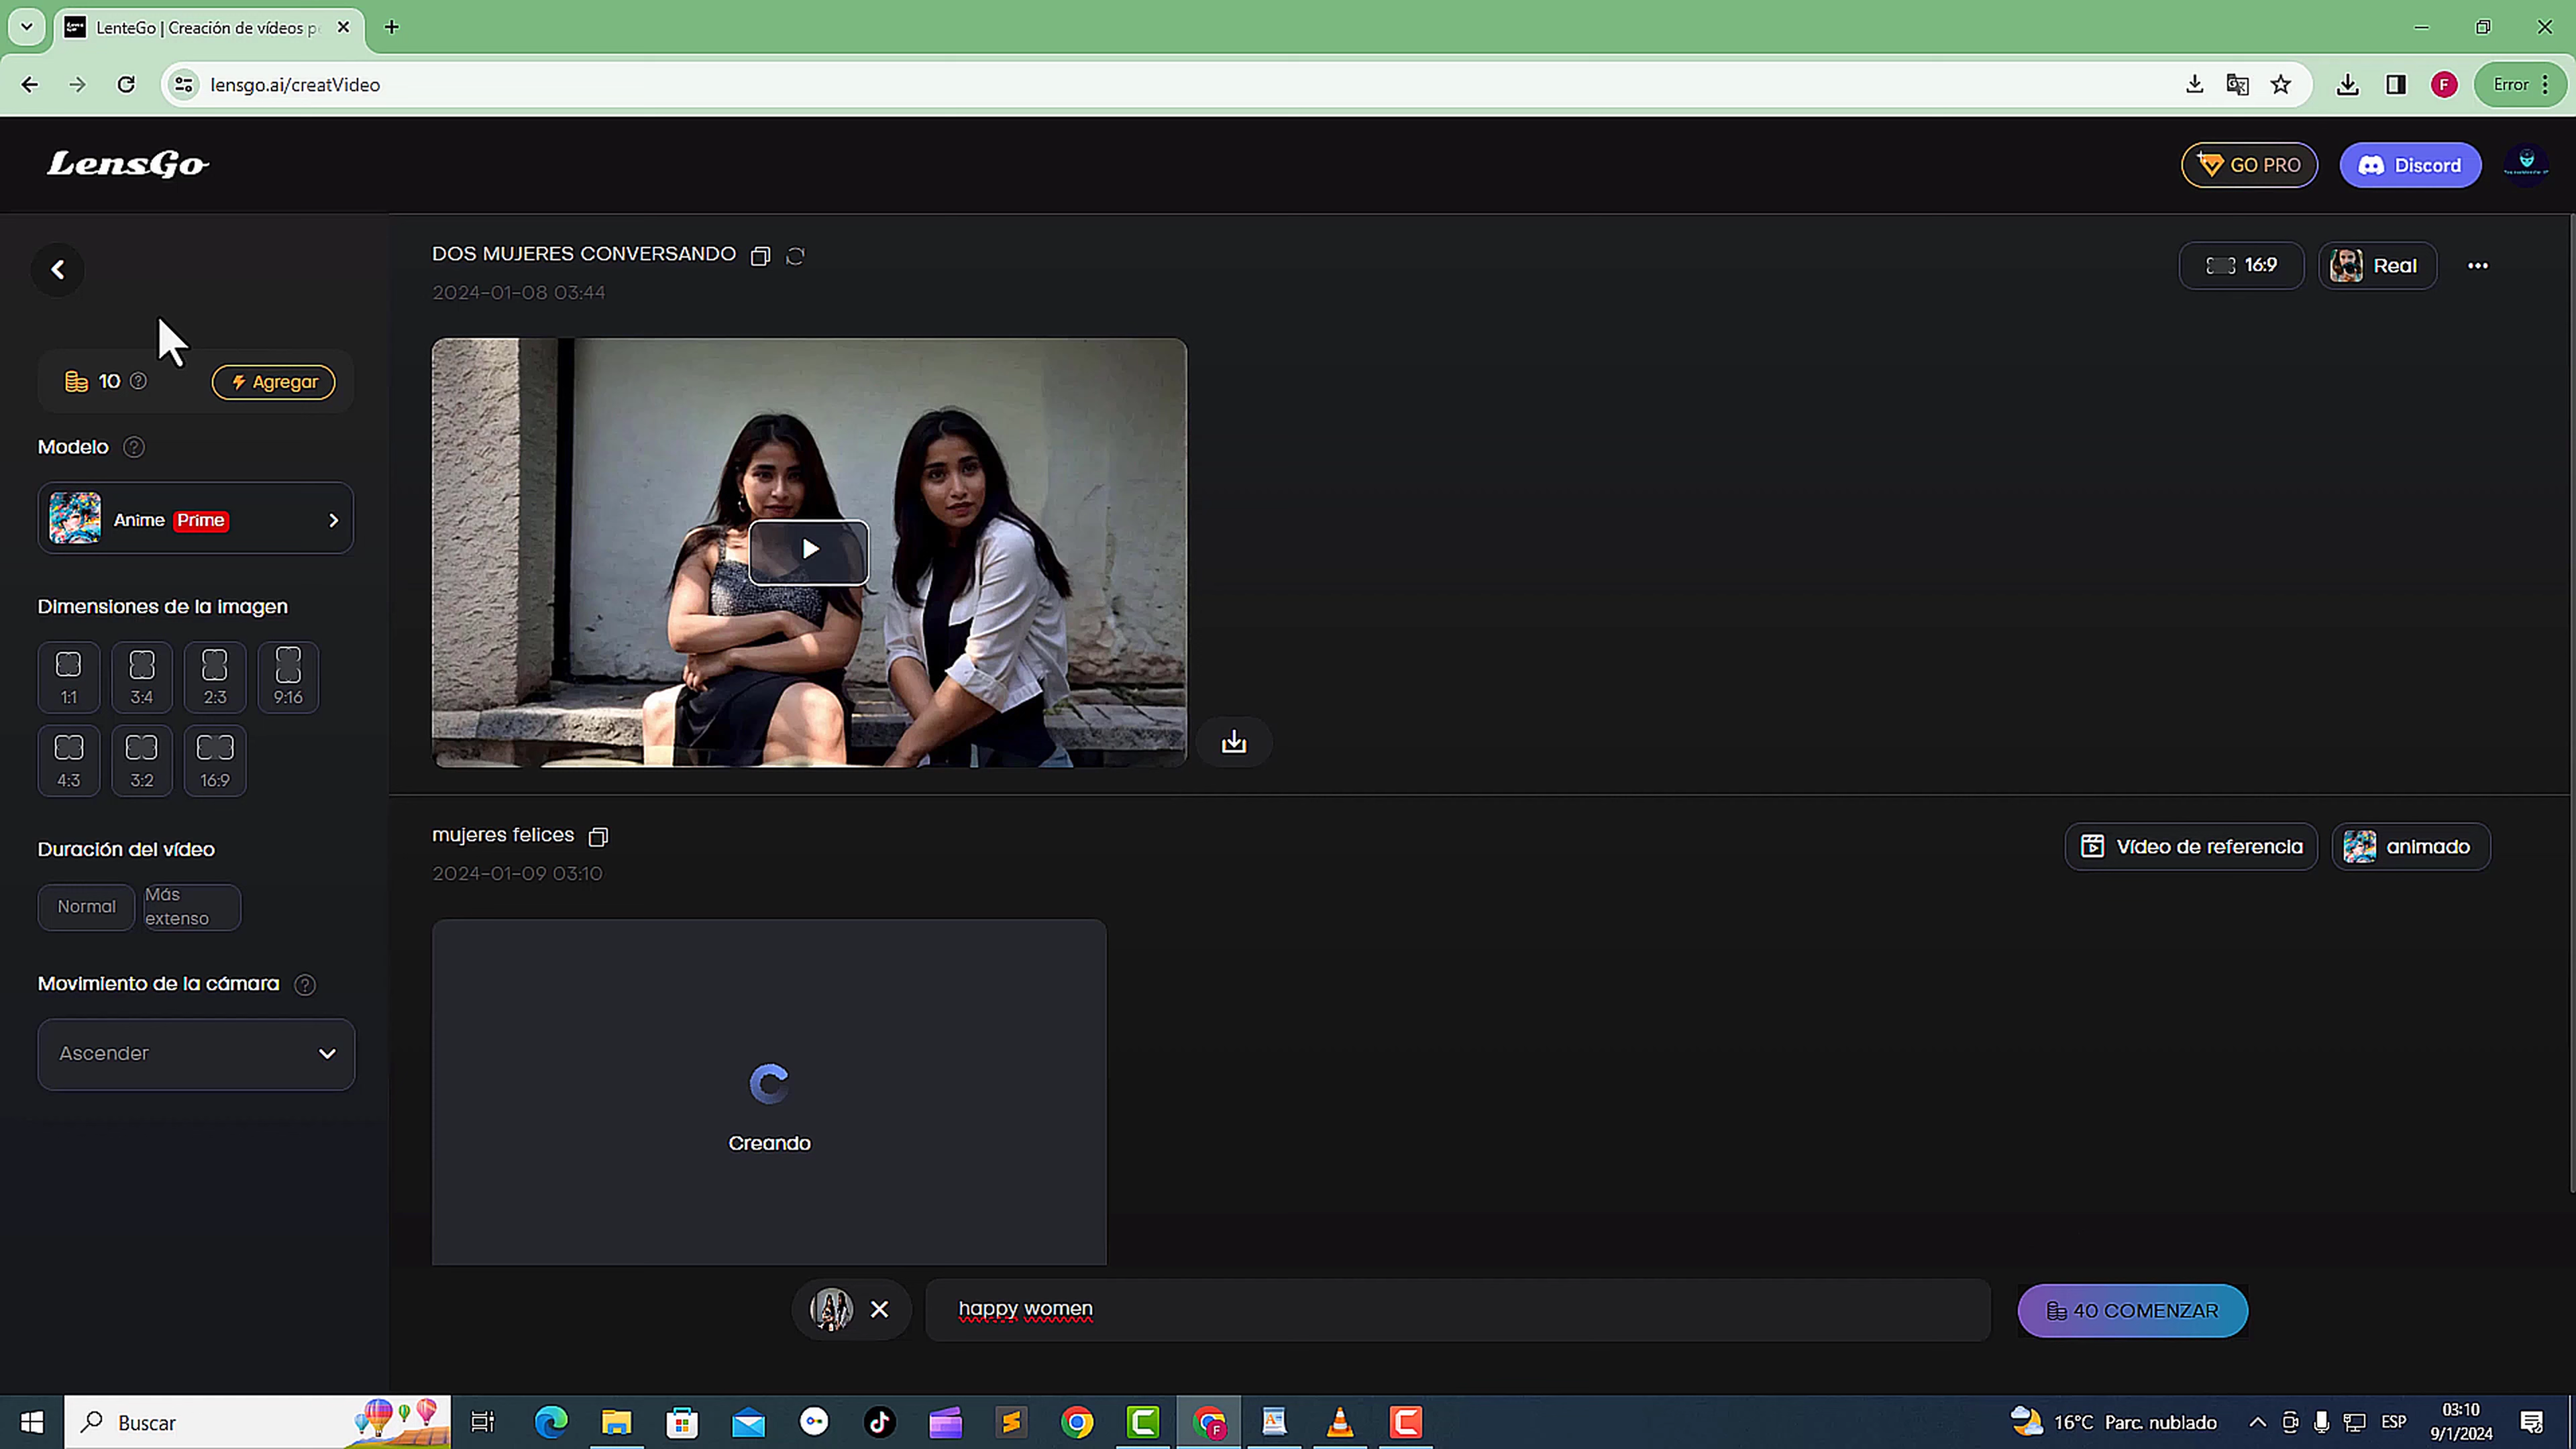 LenteGo | Creación de vídeos p
lensgo.ai/creatVideo
F
Error
LensGo
GO PRO
Discord
10
Agregar
Modelo
Anime Prime
Dimensiones de la imagen
1:1
3:4
2:3
9:16
4:3
3:2
16:9
Duración del vídeo
Normal
Más
extenso
Movimiento de la cámara
Ascender
DOS MUJERES CONVERSANDO
2024-01-08 03:44
16:9
Real
mujeres felices
2024-01-09 03:10
Vídeo de referencia
animado
Creando
happy women
40 COMENZAR
Buscar
16°C Parc. nublado
ESP
03:10
9/1/2024